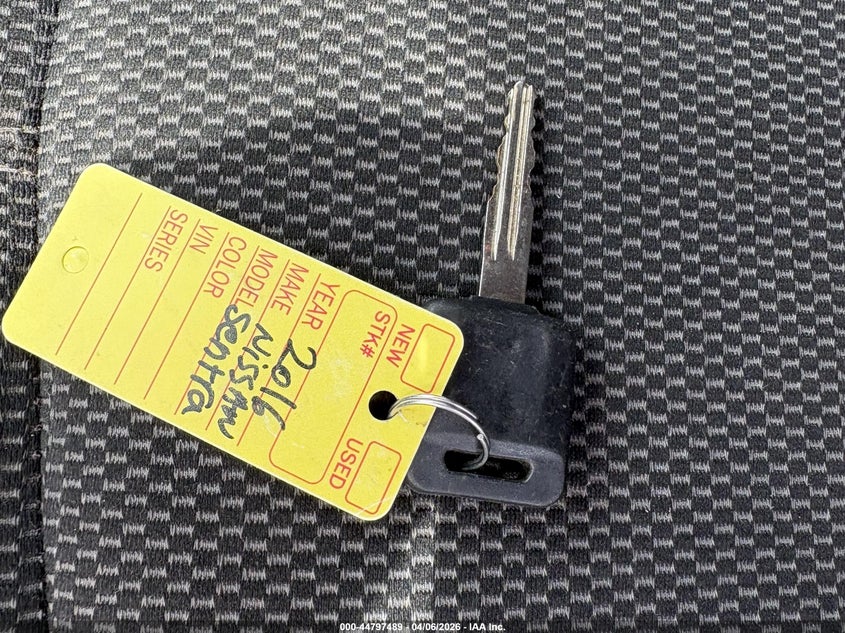 NEW USED
STK#
YEAR 2016
MAKE NISSAN
MODEL Sentra
COLOR
VIN
SERIES
000-44797489 - 04/06/2026 - IAA Inc.